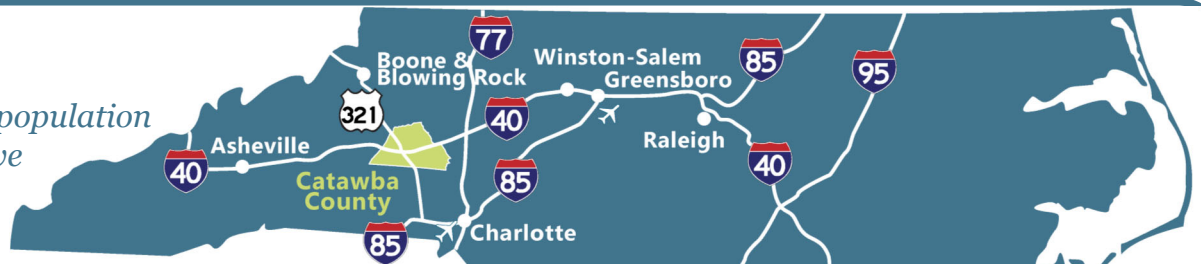 population
ve
77
Boone &
Blowing Rock
Winston-Salem
Greensboro
85
95
321
40
Asheville
40
Raleigh
40
Catawba
County
85
85
Charlotte